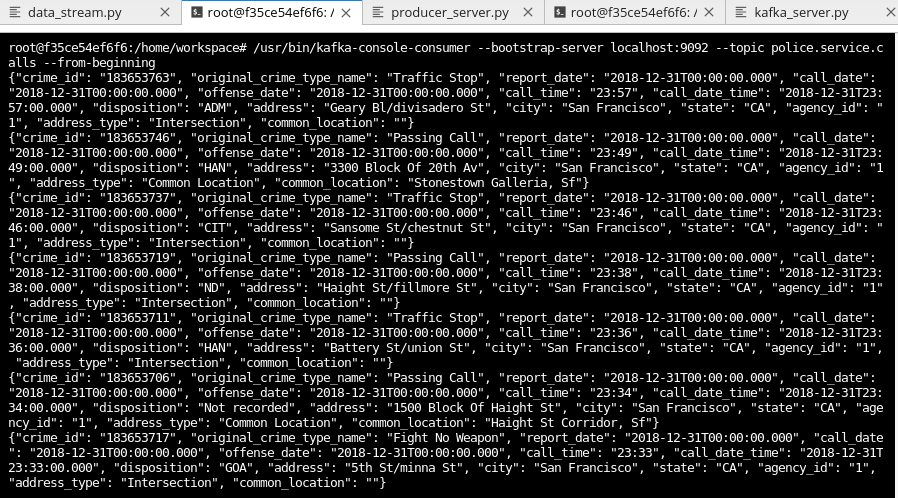 data_stream.py
root@f35ce54ef6f6: /
producer_server.py
root@f35ce54ef6f6: /
kafka_server.py
root@f35ce54ef6f6:/home/workspace# /usr/bin/kafka-console-consumer --bootstrap-server localhost:9092 --topic police.service.c
alls --from-beginning
{"crime_id": "183653763", "original_crime_type_name": "Traffic Stop", "report_date": "2018-12-31T00:00:00.000", "call_date":
"2018-12-31T00:00:00.000", "offense_date": "2018-12-31T00:00:00.000", "call_time": "23:57", "call_date_time": "2018-12-31T23:
57:00.000", "disposition": "ADM", "address": "Geary Bl/divisadero St", "city": "San Francisco", "state": "CA", "agency_id": "
1", "address_type": "Intersection", "common_location": ""}
{"crime_id": "183653746", "original_crime_type_name": "Passing Call", "report_date": "2018-12-31T00:00:00.000", "call_date":
"2018-12-31T00:00:00.000", "offense_date": "2018-12-31T00:00:00.000", "call_time": "23:49", "call_date_time": "2018-12-31T23:
49:00.000", "disposition": "HAN", "address": "3300 Block Of 20th Av", "city": "San Francisco", "state": "CA", "agency_id": "1
", "address_type": "Common Location", "common_location": "Stonestown Galleria, Sf"}
{"crime_id": "183653737", "original_crime_type_name": "Traffic Stop", "report_date": "2018-12-31T00:00:00.000", "call_date":
"2018-12-31T00:00:00.000", "offense_date": "2018-12-31T00:00:00.000", "call_time": "23:46", "call_date_time": "2018-12-31T23:
46:00.000", "disposition": "CIT", "address": "Sansome St/chestnut St", "city": "San Francisco", "state": "CA", "agency_id": "
1", "address_type": "Intersection", "common_location": ""}
{"crime_id": "183653719", "original_crime_type_name": "Passing Call", "report_date": "2018-12-31T00:00:00.000", "call_date":
"2018-12-31T00:00:00.000", "offense_date": "2018-12-31T00:00:00.000", "call_time": "23:38", "call_date_time": "2018-12-31T23:
38:00.000", "disposition": "ND", "address": "Haight St/fillmore St", "city": "San Francisco", "state": "CA", "agency_id": "1"
, "address_type": "Intersection", "common_location": ""}
{"crime_id": "183653711", "original_crime_type_name": "Traffic Stop", "report_date": "2018-12-31T00:00:00.000", "call_date":
"2018-12-31T00:00:00.000", "offense_date": "2018-12-31T00:00:00.000", "call_time": "23:36", "call_date_time": "2018-12-31T23:
36:00.000", "disposition": "HAN", "address": "Battery St/union St", "city": "San Francisco", "state": "CA", "agency_id": "1",
"address_type": "Intersection", "common_location": ""}
{"crime_id": "183653706", "original_crime_type_name": "Passing Call", "report_date": "2018-12-31T00:00:00.000", "call_date":
"2018-12-31T00:00:00.000", "offense_date": "2018-12-31T00:00:00.000", "call_time": "23:34", "call_date_time": "2018-12-31T23:
34:00.000", "disposition": "Not recorded", "address": "1500 Block Of Haight St", "city": "San Francisco", "state": "CA", "age
ncy_id": "1", "address_type": "Common Location", "common_location": "Haight St Corridor, Sf"}
{"crime_id": "183653717", "original_crime_type_name": "Fight No Weapon", "report_date": "2018-12-31T00:00:00.000", "call_date
": "2018-12-31T00:00:00.000", "offense_date": "2018-12-31T00:00:00.000", "call_time": "23:33", "call_date_time": "2018-12-31T
23:33:00.000", "disposition": "GOA", "address": "5th St/minna St", "city": "San Francisco", "state": "CA", "agency_id": "1",
"address_type": "Intersection", "common_location": ""}